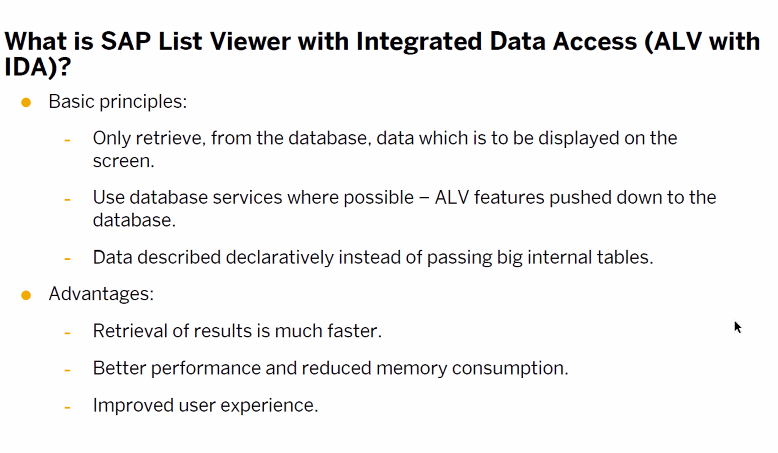 What is SAP List Viewer with Integrated Data Access (ALV with
IDA)?
● Basic principles:
- Only retrieve, from the database, data which is to be displayed on the
screen.
- Use database services where possible – ALV features pushed down to the
database.
- Data described declaratively instead of passing big internal tables.
● Advantages:
- Retrieval of results is much faster.
- Better performance and reduced memory consumption.
- Improved user experience.